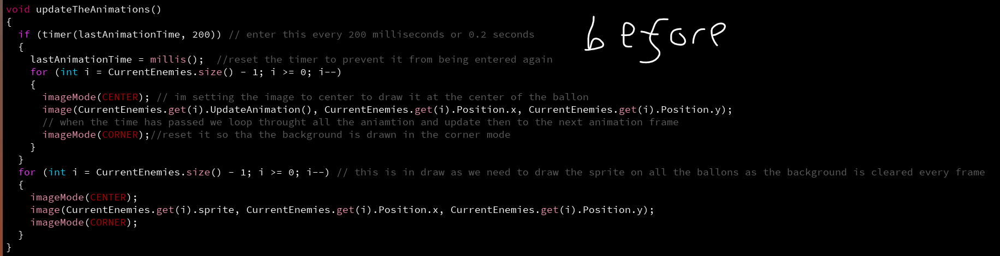 void updateTheAnimations()
{
if (timer(lastAnimationTime, 200)) // enter this every 200 milliseconds or 0.2 seconds
before
{
lastAnimationTime = millis();  //reset the timer to prevent it from being entered again
for (int i = CurrentEnemies.size() - 1; i >= 0; i--)
{
imageMode(CENTER); // im setting the image to center to draw it at the center of the ballon
image(CurrentEnemies.get(i).UpdateAnimation(), CurrentEnemies.get(i).Position.x, CurrentEnemies.get(i).Position.y);
// when the time has passed we loop throught all the aniamtion and update then to the next animation frame
imageMode(CORNER);//reset it so tha the background is drawn in the corner mode
}
}
for (int i = CurrentEnemies.size() - 1; i >= 0; i--) // this is in draw as we need to draw the sprite on all the ballons as the background is cleared every frame
{
imageMode(CENTER);
image(CurrentEnemies.get(i).sprite, CurrentEnemies.get(i).Position.x, CurrentEnemies.get(i).Position.y);
imageMode(CORNER);
}
}